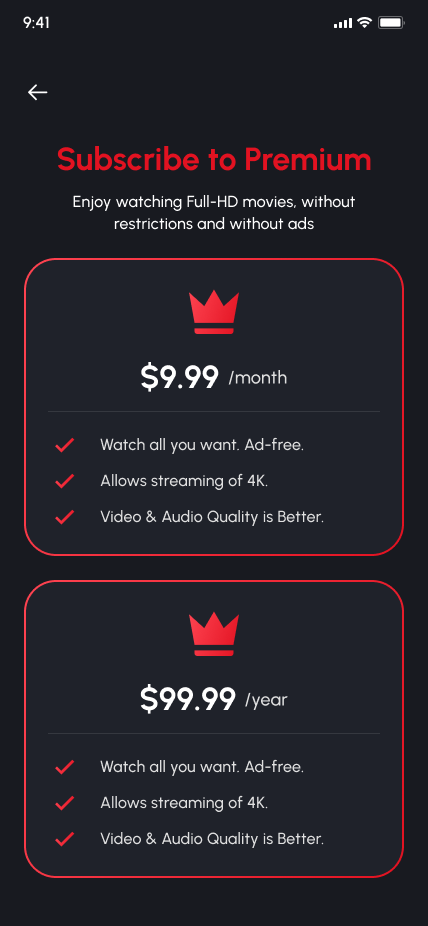 9:41
Subscribe to Premium
Enjoy watching Full-HD movies, without
restrictions and without ads
$9.99 /month
Watch all you want. Ad-free.
Allows streaming of 4K.
Video & Audio Quality is Better.
$99.99 /year
Watch all you want. Ad-free.
Allows streaming of 4K.
Video & Audio Quality is Better.